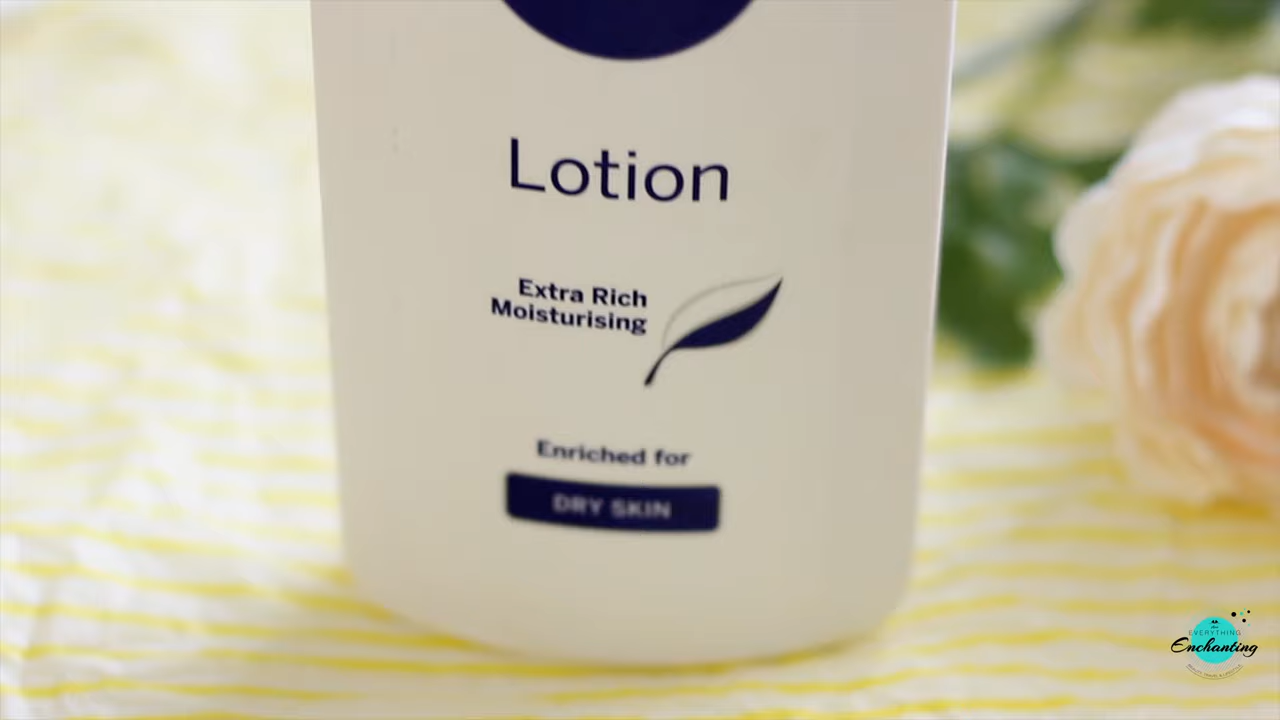 Lotion
Extra Rich
Moisturising
Enriched for
DRY SKIN
EVERYTHING
Enchanting